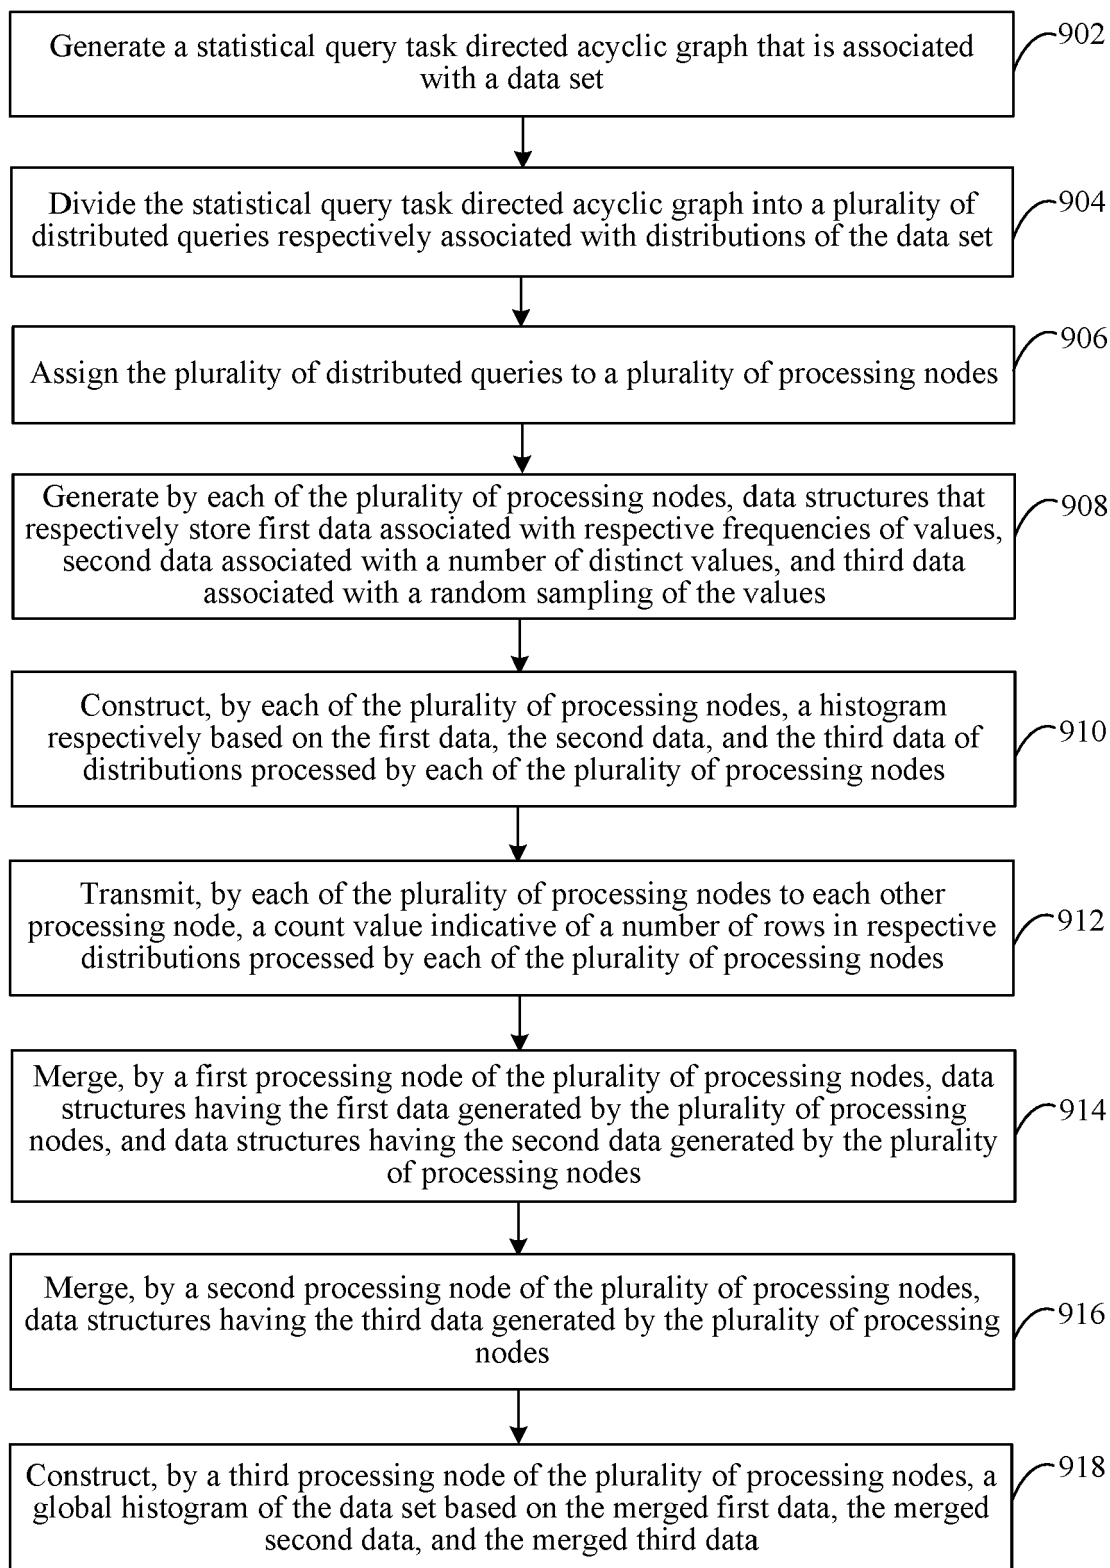 Generate a statistical query task directed acyclic graph that is associated
with a data set
902
Divide the statistical query task directed acyclic graph into a plurality of
distributed queries respectively associated with distributions of the data set
904
Assign the plurality of distributed queries to a plurality of processing nodes
906
Generate by each of the plurality of processing nodes, data structures that
respectively store first data associated with respective frequencies of values,
second data associated with a number of distinct values, and third data
associated with a random sampling of the values
908
Construct, by each of the plurality of processing nodes, a histogram
respectively based on the first data, the second data, and the third data of
distributions processed by each of the plurality of processing nodes
910
Transmit, by each of the plurality of processing nodes to each other
processing node, a count value indicative of a number of rows in respective
distributions processed by each of the plurality of processing nodes
912
Merge, by a first processing node of the plurality of processing nodes, data
structures having the first data generated by the plurality of processing
nodes, and data structures having the second data generated by the plurality
of processing nodes
914
Merge, by a second processing node of the plurality of processing nodes,
data structures having the third data generated by the plurality of processing
nodes
916
Construct, by a third processing node of the plurality of processing nodes, a
global histogram of the data set based on the merged first data, the merged
second data, and the merged third data
918